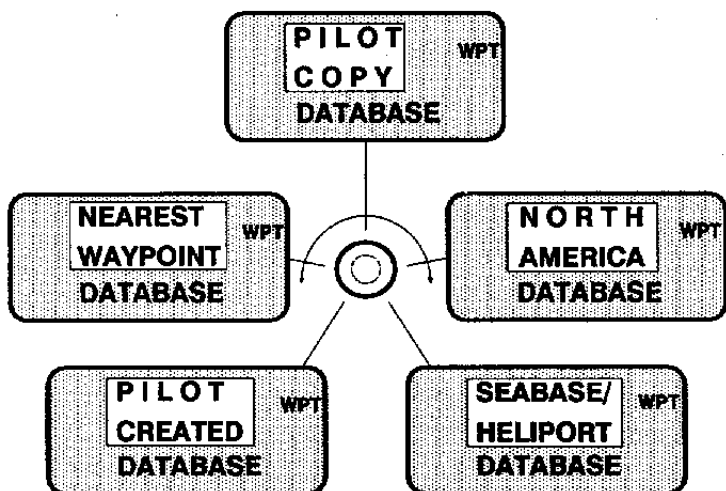 PILOT
COPY
WPT
DATABASE
NEAREST
WAYPOINT
WPT
DATABASE
NORTH
AMERICA
WPT
DATABASE
PILOT
CREATED
WPT
DATABASE
SEABASE/
HELIPORT
WPT
DATABASE